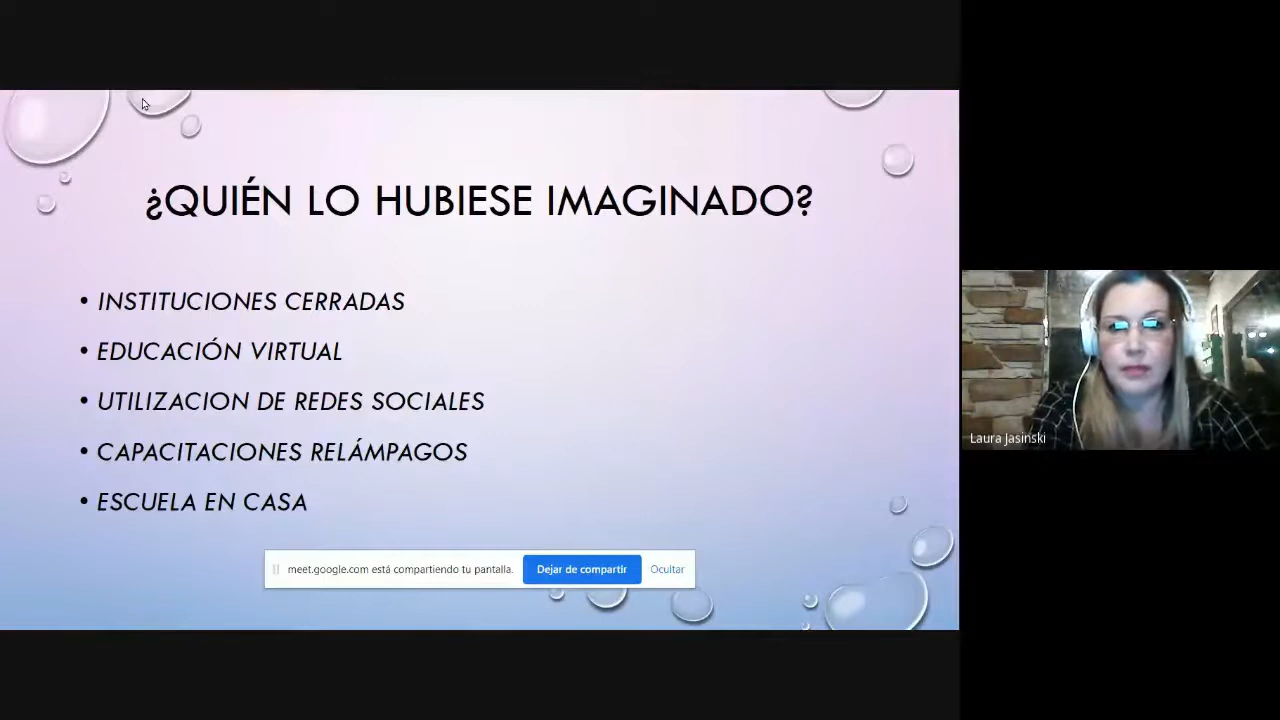 ¿QUIÉN LO HUBIESE IMAGINADO?
• INSTITUCIONES CERRADAS
• EDUCACIÓN VIRTUAL
• UTILIZACION DE REDES SOCIALES
• CAPACITACIONES RELÁMPAGOS
• ESCUELA EN CASA
meet.google.com está compartiendo tu pantalla. Dejar de compartir Ocultar
Laura Jasinski